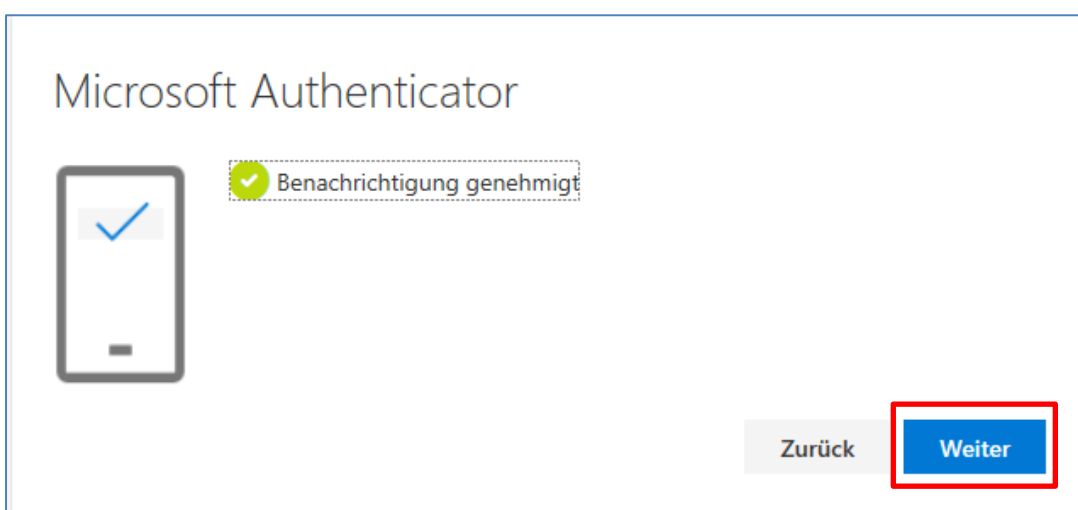 Microsoft Authenticator
Benachrichtigung genehmigt
Zurück
Weiter